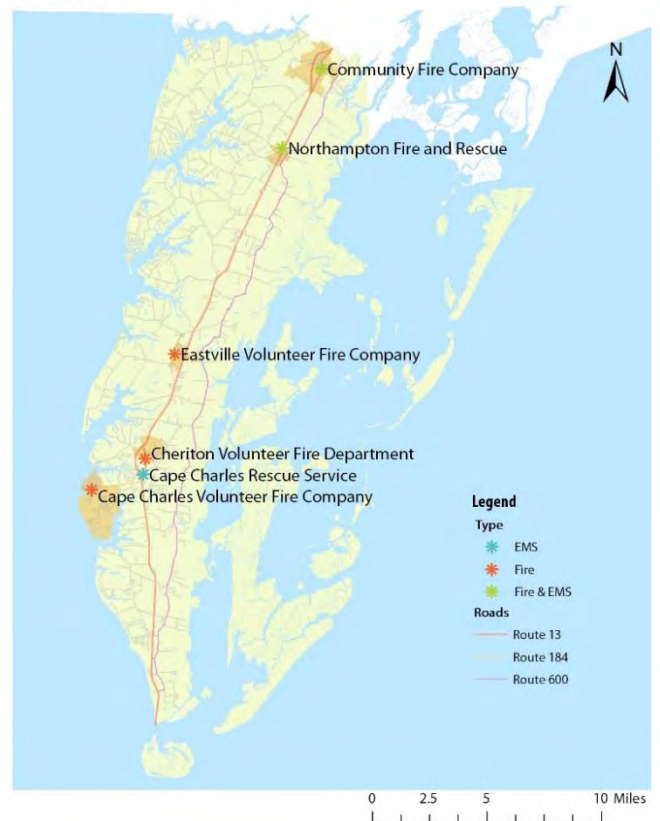 N
Community Fire Company
Northampton Fire and Rescue
Eastville Volunteer Fire Company
Cheriton Volunteer Fire Department
Cape Charles Rescue Service
Cape Charles Volunteer Fire Company
Legend
Type
EMS
Fire
Fire & EMS
Roads
Route 13
Route 184
Route 600
0 2.5 5 10 Miles